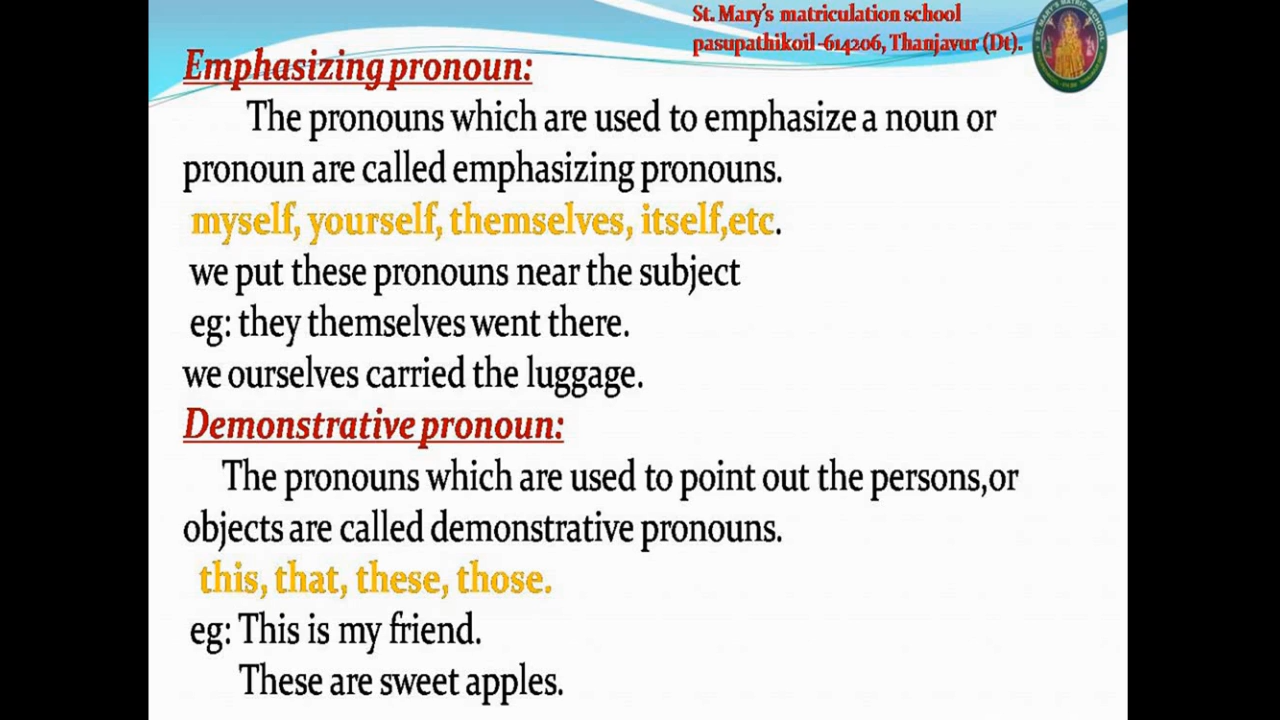 St. Mary's matriculation school
pasupathikoil-614206, Thanjavur (Dt).
Emphasizing pronoun:
The pronouns which are used to emphasize a noun or
pronoun are called emphasizing pronouns.
myself, yourself, themselves, itself,etc.
we put these pronouns near the subject
eg: they themselves went there.
we ourselves carried the luggage.
Demonstrative pronoun:
The pronouns which are used to point out the persons,or
objects are called demonstrative pronouns.
this, that, these, those.
eg: This is my friend.
These are sweet apples.